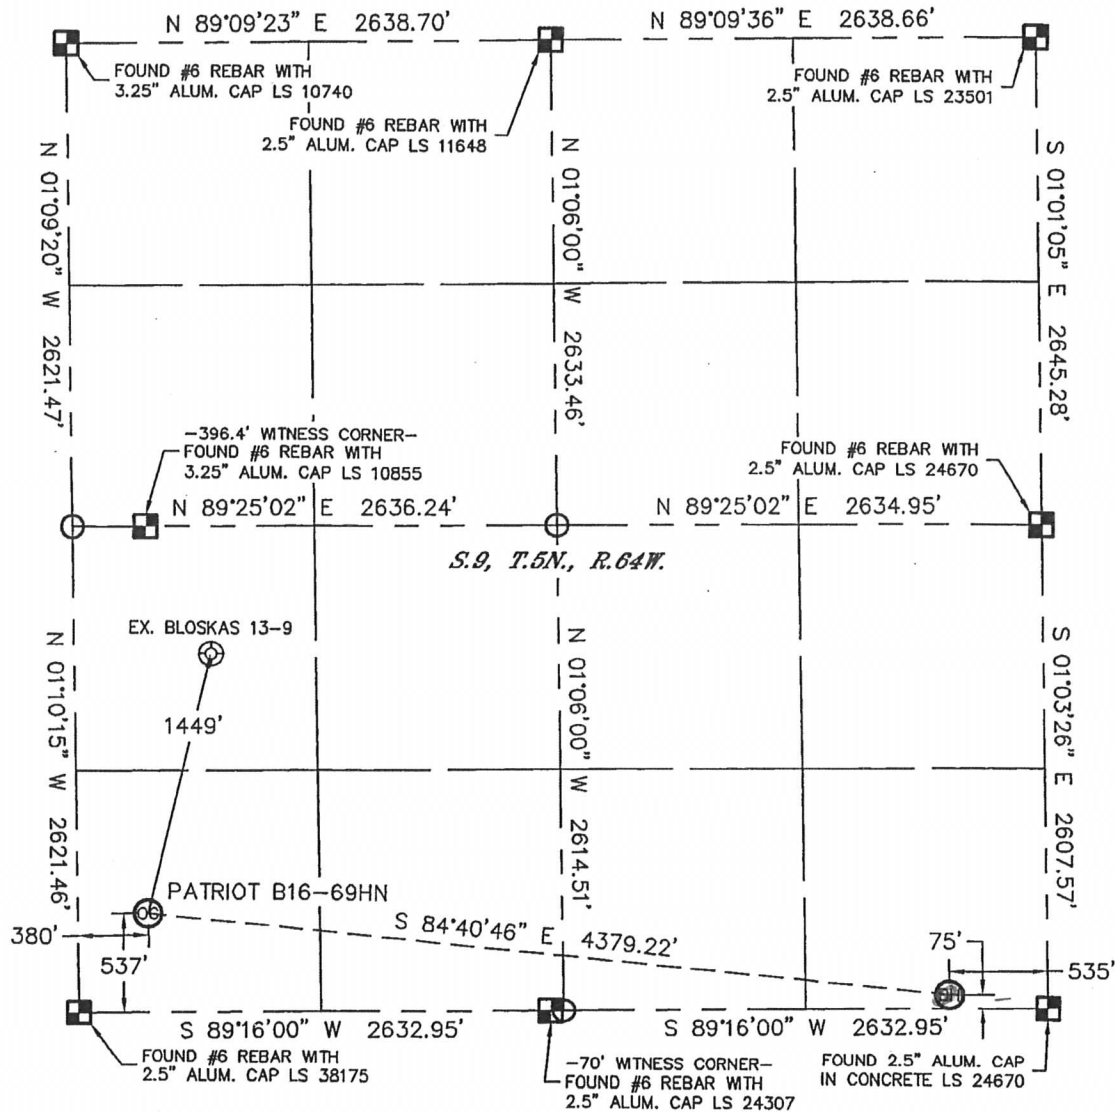 N 89°09'23" E 2638.70'
N 89°09'36" E 2638.66'
FOUND #6 REBAR WITH
3.25" ALUM. CAP LS 10740
FOUND #6 REBAR WITH
2.5" ALUM. CAP LS 11648
FOUND #6 REBAR WITH
2.5" ALUM. CAP LS 23501
N 01°09'20" W 2621.47'
N 01°06'00" W 2633.46'
S 01°01'05" E 2645.28'
-396.4' WITNESS CORNER-
FOUND #6 REBAR WITH
3.25" ALUM. CAP LS 10855
FOUND #6 REBAR WITH
2.5" ALUM. CAP LS 24670
N 89°25'02" E 2636.24'
N 89°25'02" E 2634.95'
S.9, T.5N., R.64W.
EX. BLOSKAS 13-9
1449'
N 01°10'15" W 2621.46'
N 01°06'00" W 2614.51'
S 01°03'26" E 2607.57'
PATRIOT B16-69HN
OG
S 84°40'46" E 4379.22'
380'
537'
75'
535'
BH
S 89°16'00" W 2632.95'
S 89°16'00" W 2632.95'
FOUND #6 REBAR WITH
2.5" ALUM. CAP LS 38175
-70' WITNESS CORNER-
FOUND #6 REBAR WITH
2.5" ALUM. CAP LS 24307
FOUND 2.5" ALUM. CAP
IN CONCRETE LS 24670